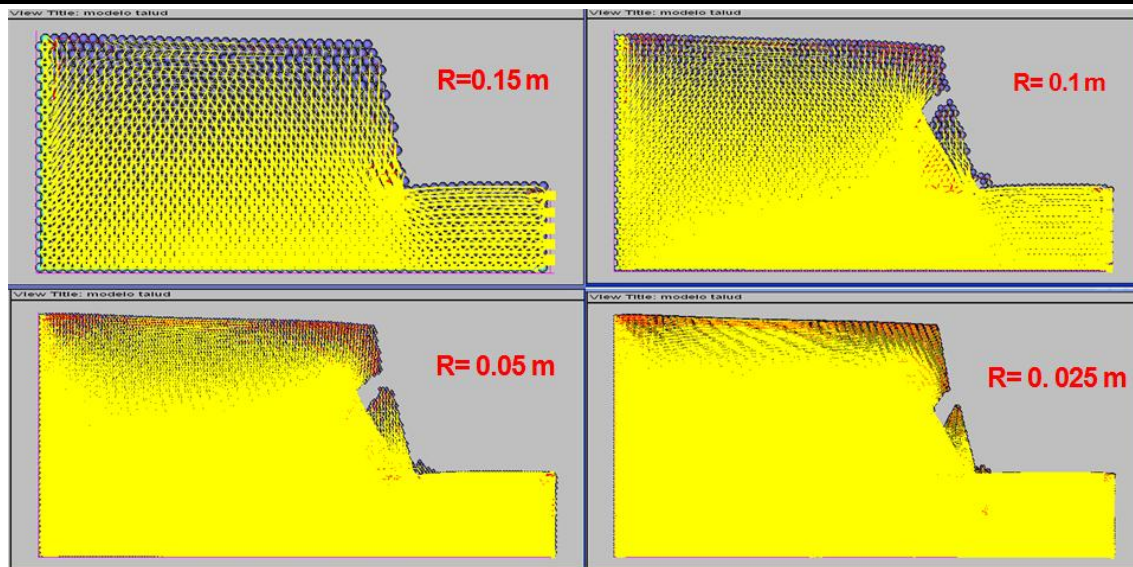 View Title: modelo talud
View Title: modelo talud
R=0.15 m
R= 0.1 m
View Title: modelo talud
View Title: modelo talud
R= 0.05 m
R= 0. 025 m